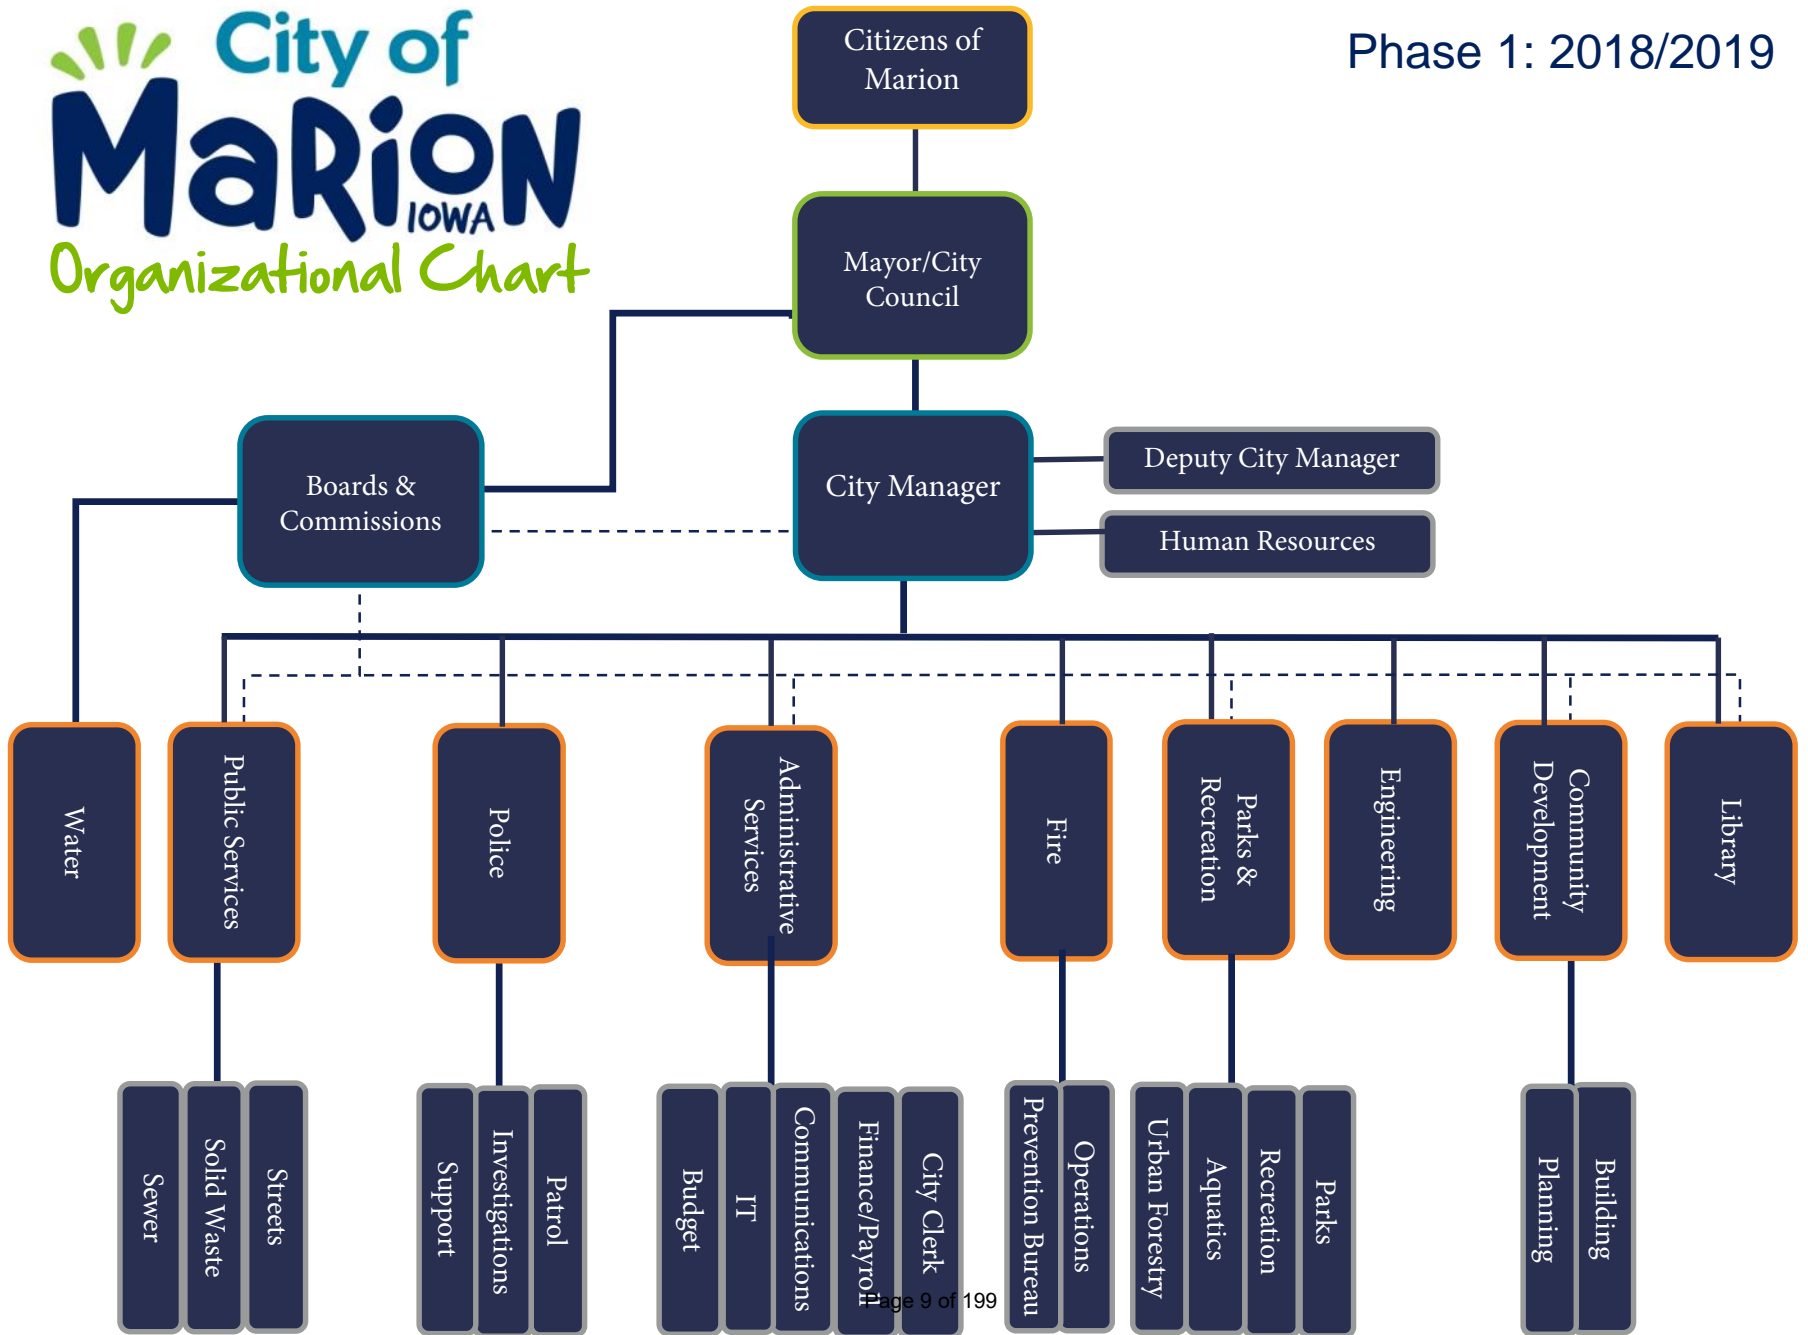 City of
MaRioN
IOWA
Organizational Chart
Phase 1: 2018/2019
Citizens of
Marion
Mayor/City
Council
Boards &
Commissions
City Manager
Deputy City Manager
Human Resources
Water
Public Services
Police
Administrative
Services
Fire
Parks &
Recreation
Engineering
Community
Development
Library
Sewer
Solid Waste
Streets
Support
Investigations
Patrol
Budget
IT
Communications
Finance/Payroll
City Clerk
Prevention Bureau
Operations
Urban Forestry
Aquatics
Recreation
Parks
Planning
Building
Page 9 of 199